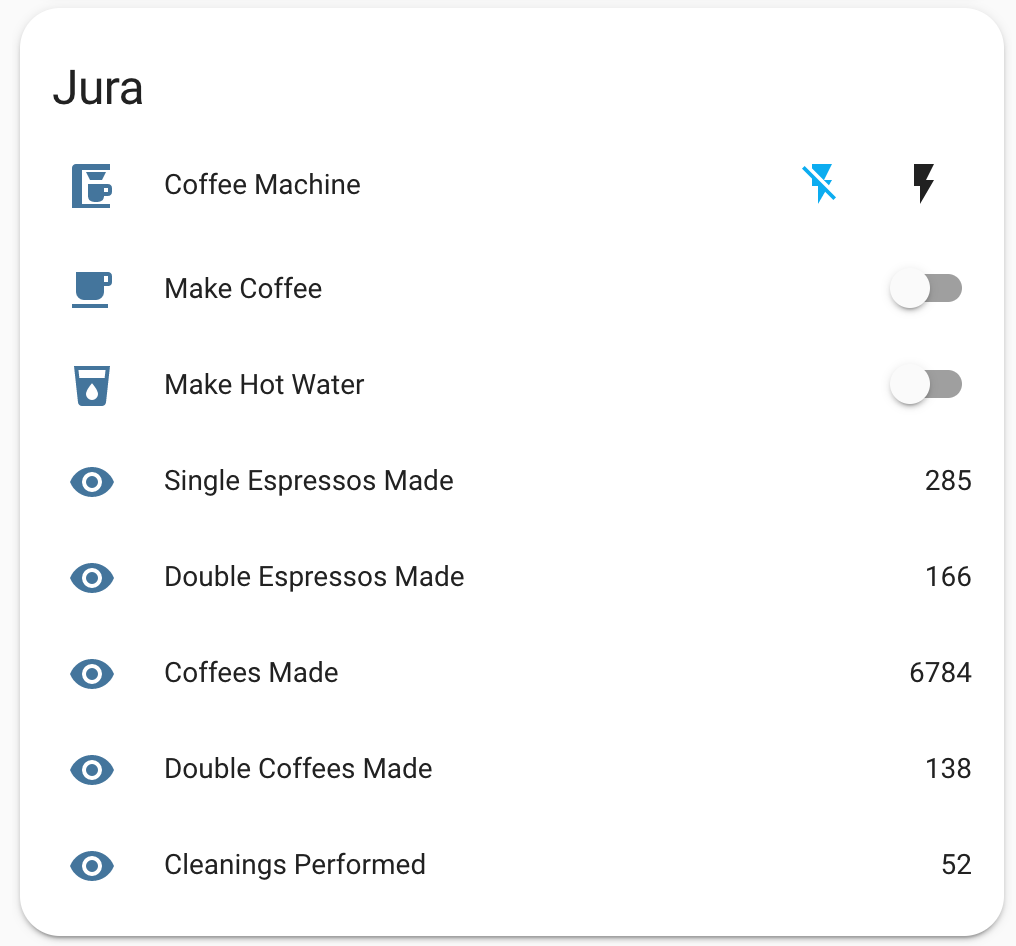 Jura
Coffee Machine
Make Coffee
Make Hot Water
Single Espressos Made 285
Double Espressos Made 166
Coffees Made 6784
Double Coffees Made 138
Cleanings Performed 52